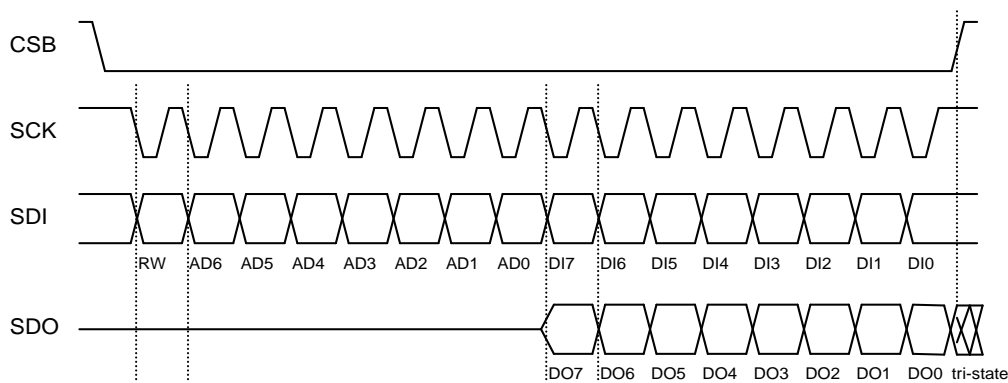 CSB
SCK
SDI
RW AD6 AD5 AD4 AD3 AD2 AD1 AD0 DI7 DI6 DI5 DI4 DI3 DI2 DI1 DI0
SDO
DO7 DO6 DO5 DO4 DO3 DO2 DO1 DO0 tri-state